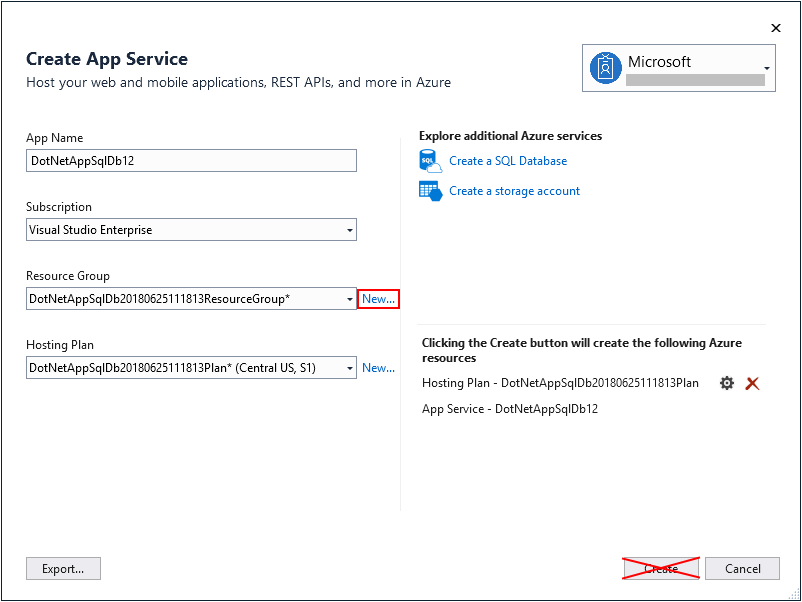 Create App Service
Host your web and mobile applications, REST APIs, and more in Azure
Microsoft
App Name
DotNetAppSqlDb12
Subscription
Visual Studio Enterprise
Resource Group
DotNetAppSqlDb20180625111813ResourceGroup*
New...
Hosting Plan
DotNetAppSqlDb20180625111813Plan* (Central US, S1)
New...
Explore additional Azure services
SQL
Create a SQL Database
Create a storage account
Clicking the Create button will create the following Azure
resources
Hosting Plan - DotNetAppSqlDb20180625111813Plan
App Service - DotNetAppSqlDb12
Export...
Create
Cancel